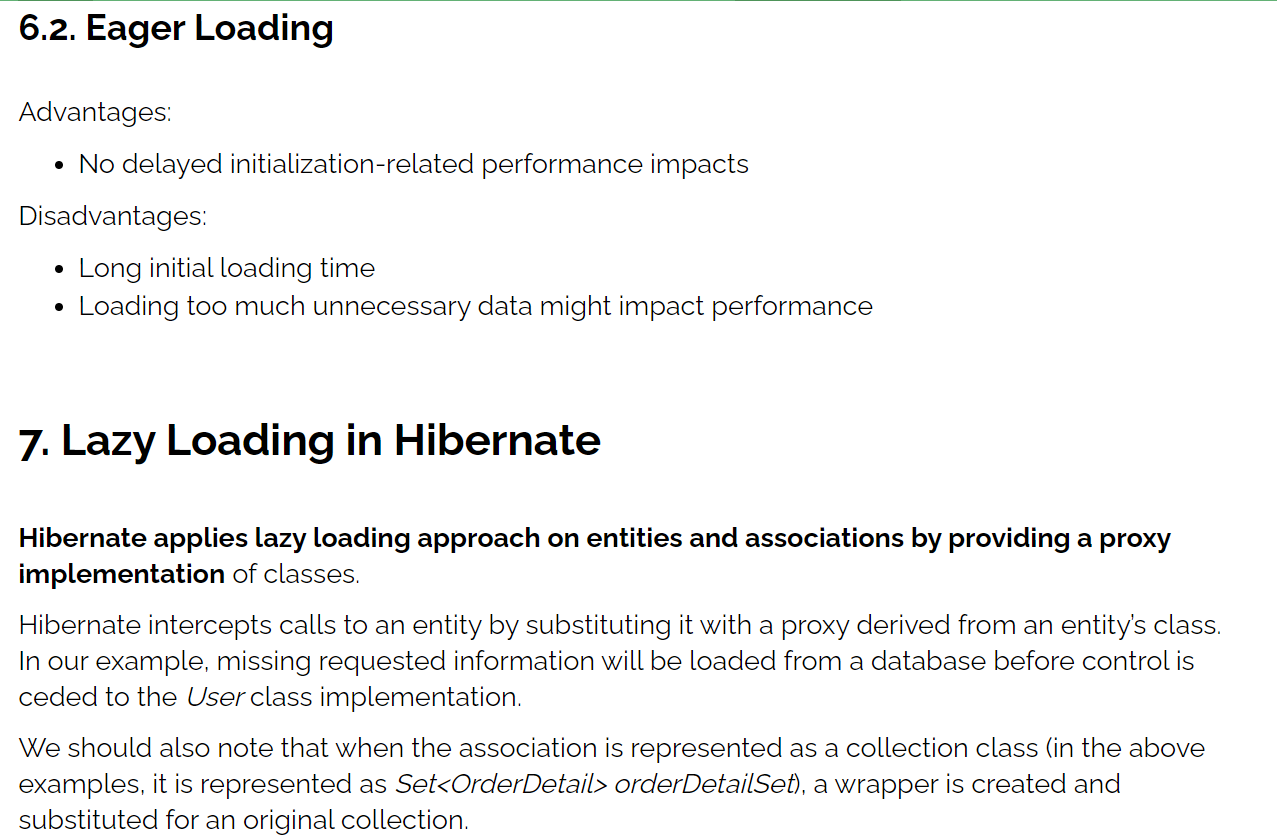 6.2. Eager Loading
Advantages:
• No delayed initialization-related performance impacts
Disadvantages:
• Long initial loading time
• Loading too much unnecessary data might impact performance
7. Lazy Loading in Hibernate
Hibernate applies lazy loading approach on entities and associations by providing a proxy
implementation of classes.
Hibernate intercepts calls to an entity by substituting it with a proxy derived from an entity’s class.
In our example, missing requested information will be loaded from a database before control is
ceded to the User class implementation.
We should also note that when the association is represented as a collection class (in the above
examples, it is represented as Set<OrderDetail> orderDetailSet), a wrapper is created and
substituted for an original collection.